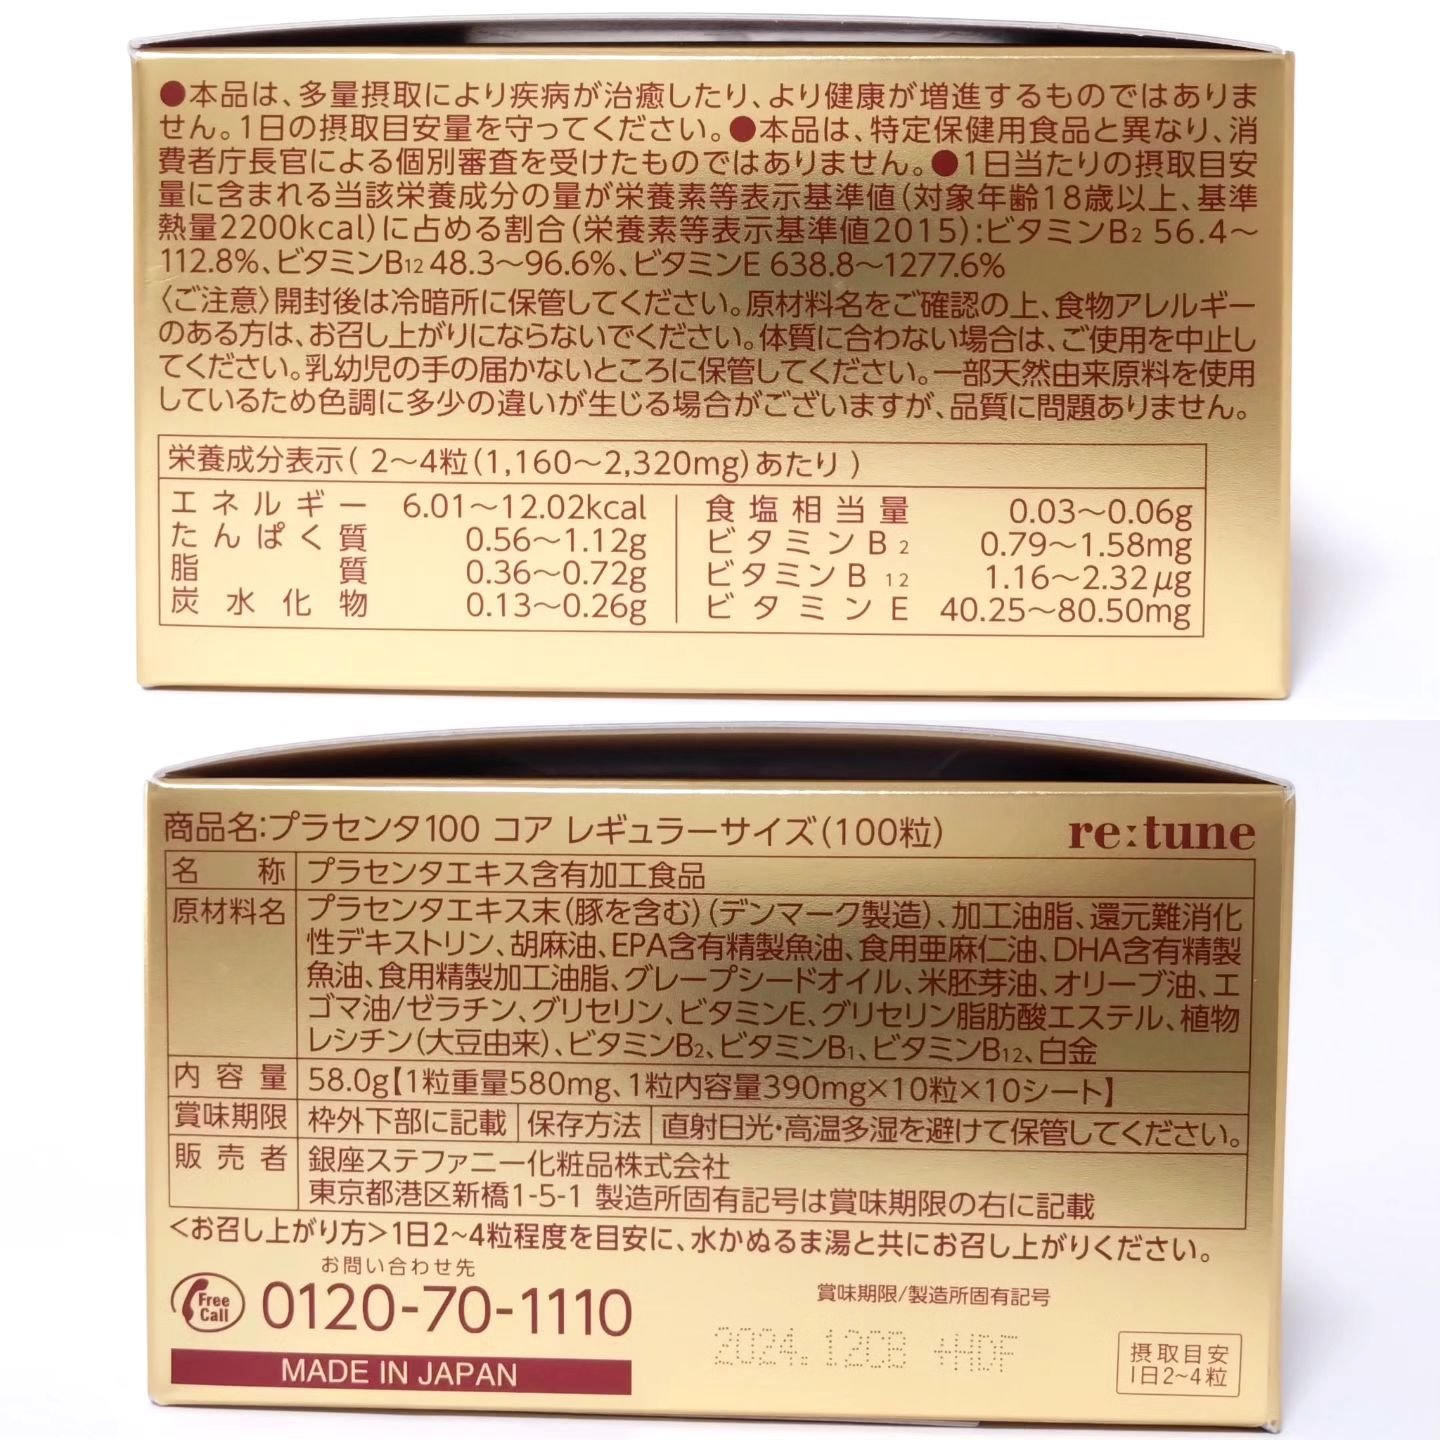 ●本品は、多量摂取により疾病が治癒したり、より健康が増進するものではありま
せん。1日の摂取目安量を守ってください。●本品は、特定保健用食品と異なり、消
費者庁長官による個別審査を受けたものではありません。●1日当たりの摂取目安
量に含まれる当該栄養成分の量が栄養素等表示基準値(対象年齢18歳以上、基準
熱量2200kcal)に占める割合(栄養素等表示基準値2015):ビタミンB2 56.4〜
112.8%、ビタミンB12 48.3〜96.6%、ビタミンE 638.8〜1277.6%
〈ご注意〉開封後は冷暗所に保管してください。原材料名をご確認の上、食物アレルギー
のある方は、お召し上がりにならないでください。体質に合わない場合は、ご使用を中止し
てください。乳幼児の手の届かないところに保管してください。一部天然由来原料を使用
しているため色調に多少の違いが生じる場合がございますが、品質に問題ありません。
栄養成分表示( 2〜4粒(1,160〜2,320mg)あたり )
エネルギー 6.01〜12.02kcal 食塩相当量 0.03〜0.06g
たんぱく質 0.56〜1.12g ビタミンB2 0.79〜1.58mg
脂質 0.36〜0.72g ビタミンB12 1.16〜2.32μg
炭水化物 0.13〜0.26g ビタミンE 40.25〜80.50mg
商品名:プラセンタ100 コア レギュラーサイズ(100粒) re:tune
名称 プラセンタエキス含有加工食品
原材料名 プラセンタエキス末(豚を含む)(デンマーク製造)、加工油脂、還元難消化
性デキストリン、胡麻油、EPA含有精製魚油、食用亜麻仁油、DHA含有精製
魚油、食用精製加工油脂、グレープシードオイル、米胚芽油、オリーブ油、エ
ゴマ油/ゼラチン、グリセリン、ビタミンE、グリセリン脂肪酸エステル、植物
レシチン(大豆由来)、ビタミンB2、ビタミンB1、ビタミンB12、白金
内容量 58.0g【1粒重量580mg、1粒内容量390mg×10粒×10シート】
賞味期限 枠外下部に記載 保存方法 直射日光・高温多湿を避けて保管してください。
販売者 銀座ステファニー化粧品株式会社
東京都港区新橋1-5-1 製造所固有記号は賞味期限の右に記載
<お召し上がり方>1日2~4粒程度を目安に、水かぬるま湯と共にお召し上がりください。
お問い合わせ先
Free Call 0120-70-1110
賞味期限/製造所固有記号
2024.12CB +HDF
MADE IN JAPAN
摂取目安
1日2~4粒